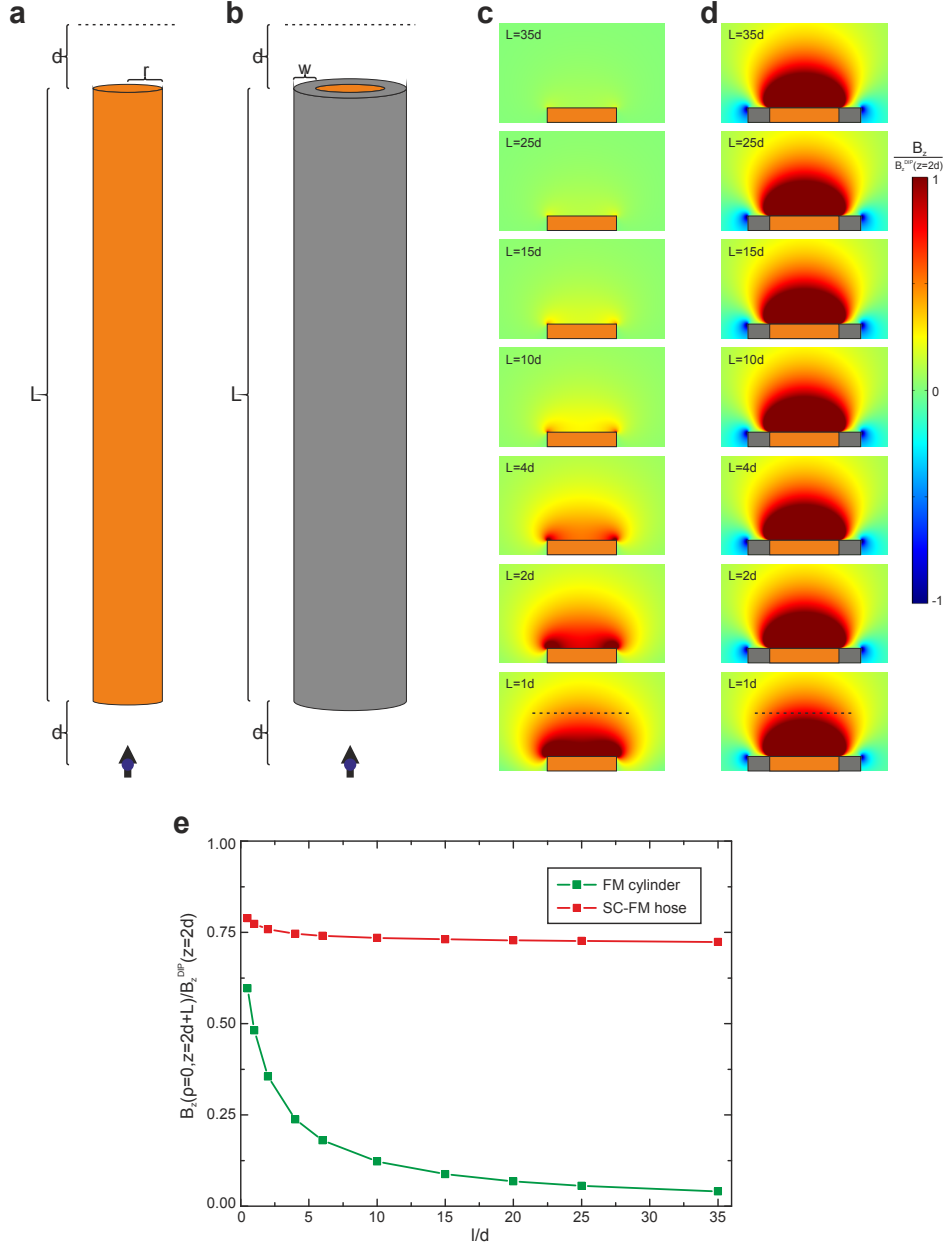 a
b
c
d
d
d
r
w
L
L
d
d
L=35d
L=25d
L=15d
L=10d
L=4d
L=2d
L=1d
L=35d
L=25d
L=15d
L=10d
L=4d
L=2d
L=1d
B_z
B_z^DIP(z=2d)
1
0
-1
e
1.00
0.75
0.50
0.25
0.00
B_z(ρ=0,z=2d+L)/B_z^DIP(z=2d)
FM cylinder
SC-FM hose
0 5 10 15 20 25 30 35
l/d